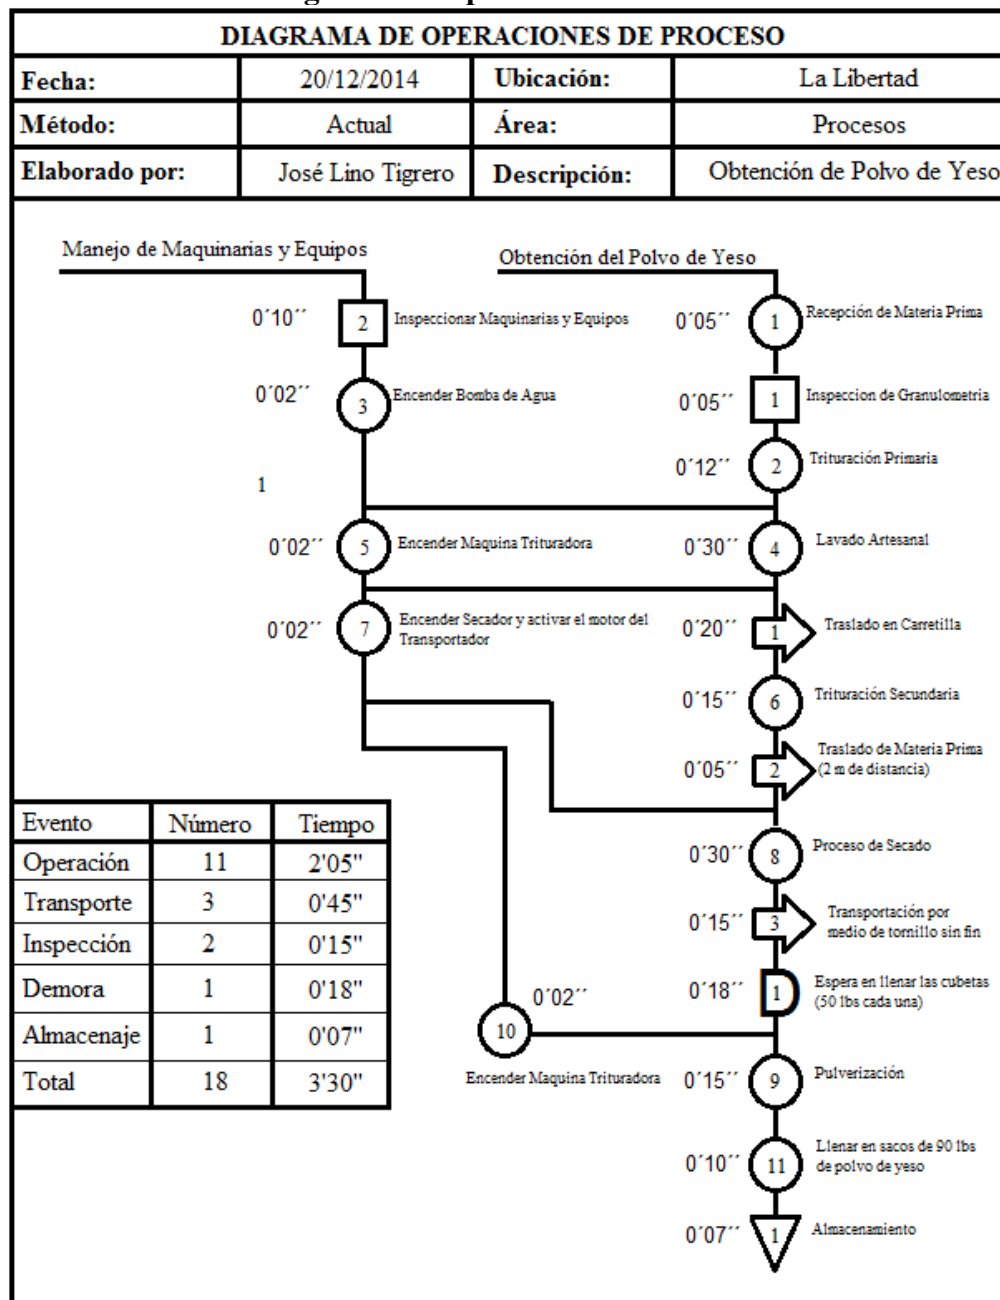 DIAGRAMA DE OPERACIONES DE PROCESO
Fecha: 20/12/2014 Ubicación: La Libertad
Método: Actual Área: Procesos
Elaborado por: José Lino Tigrero Descripción: Obtención de Polvo de Yeso
Manejo de Maquinarias y Equipos
0´10´´ 2 Inspeccionar Maquinarias y Equipos
0´02´´ 3 Encender Bomba de Agua
1
0´02´´ 5 Encender Maquina Trituradora
0´02´´ 7 Encender Secador y activar el motor del
Transportador
0´02´´
10
Encender Maquina Trituradora
Obtención del Polvo de Yeso
0´05´´ 1 Recepción de Materia Prima
0´05´´ 1 Inspeccion de Granulometria
0´12´´ 2 Trituración Primaria
0´30´´ 4 Lavado Artesanal
0´20´´ 1 Traslado en Carretilla
0´15´´ 6 Trituración Secundaria
0´05´´ 2 Traslado de Materia Prima
(2 m de distancia)
0´30´´ 8 Proceso de Secado
0´15´´ 3 Transportación por
medio de tornillo sin fin
0´18´´ 1 Espera en llenar las cubetas
(50 lbs cada una)
0´15´´ 9 Pulverización
0´10´´ 11 Llenar en sacos de 90 lbs
de polvo de yeso
0´07´´ 1 Almacenamiento
Evento Número Tiempo
Operación 11 2'05"
Transporte 3 0'45"
Inspección 2 0'15"
Demora 1 0'18"
Almacenaje 1 0'07"
Total 18 3'30"